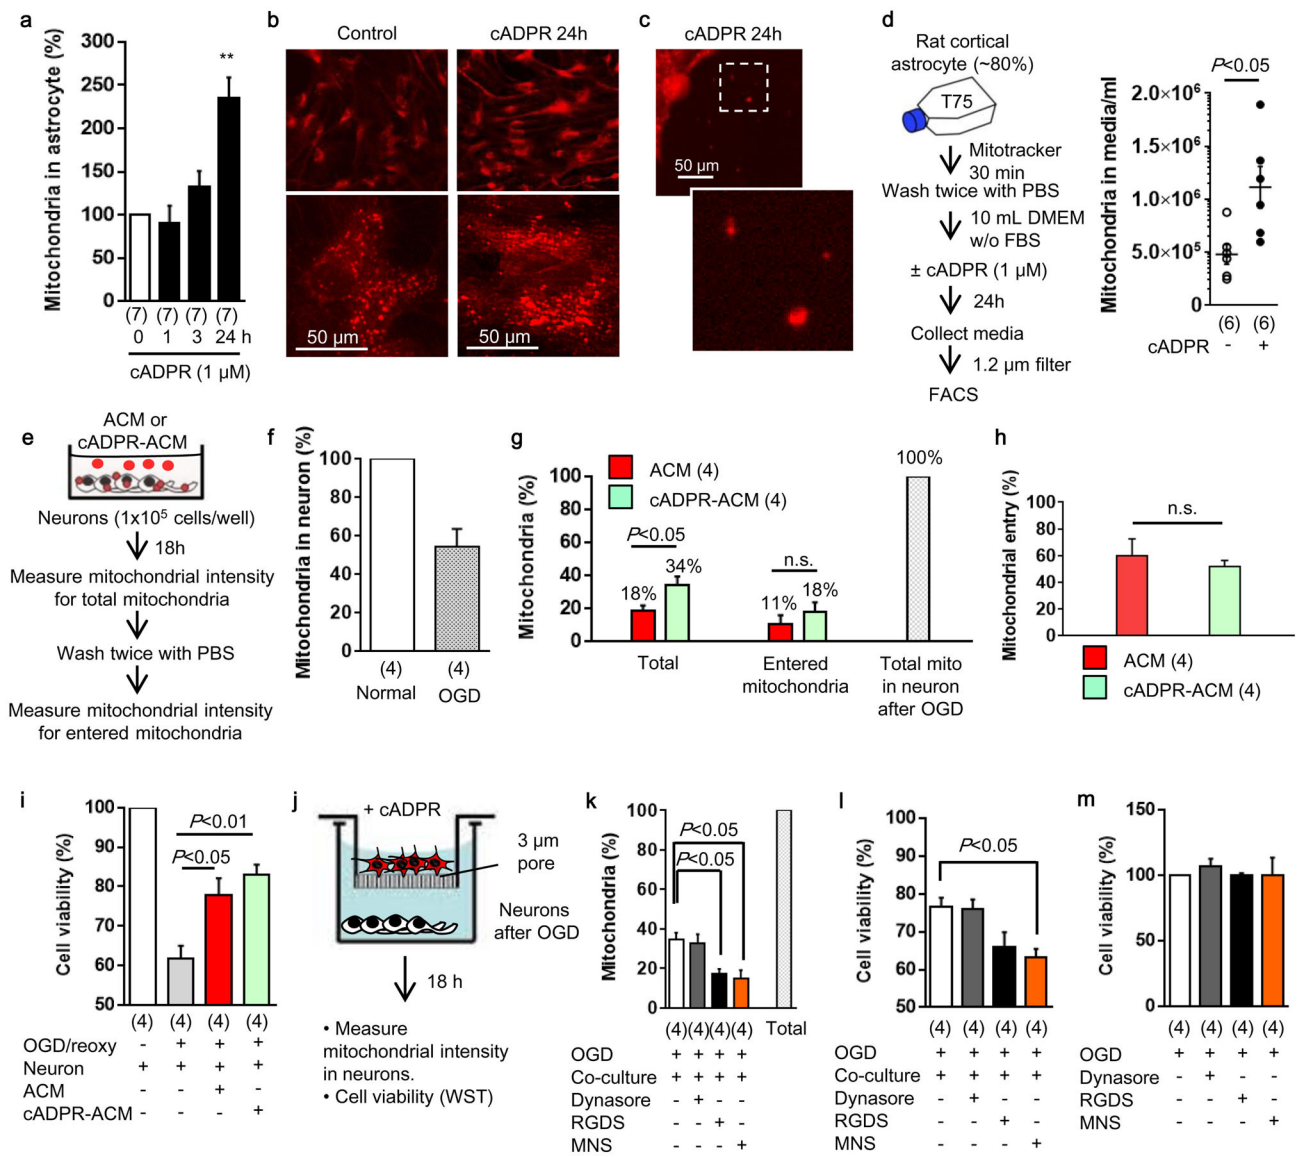 a
Mitochondria in astrocyte (%)
300
250
200
150
100
50
0
**
(7) (7) (7) (7)
0 1 3 24 h
cADPR (1 µM)
b
Control
cADPR 24h
50 µm
50 µm
c
cADPR 24h
50 µm
d
Rat cortical
astrocyte (~80%)
T75
Mitotracker
30 min
Wash twice with PBS
10 mL DMEM
w/o FBS
± cADPR (1 µM)
24h
Collect media
1.2 µm filter
FACS
P<0.05
Mitochondria in media/ml
2.0×10⁶
1.5×10⁶
1.0×10⁶
5.0×10⁵
0
(6) (6)
cADPR - +
e
ACM or
cADPR-ACM
Neurons (1x10⁵ cells/well)
18h
Measure mitochondrial intensity
for total mitochondria
Wash twice with PBS
Measure mitochondrial intensity
for entered mitochondria
f
Mitochondria in neuron (%)
100
80
60
40
20
0
(4) (4)
Normal OGD
g
Mitochondria (%)
100
80
60
40
20
0
ACM (4)
cADPR-ACM (4)
P<0.05
18% 34%
n.s.
11% 18%
100%
Total
Entered
mitochondria
Total mito
in neuron
after OGD
h
Mitochondrial entry (%)
100
80
60
40
20
0
n.s.
ACM (4)
cADPR-ACM (4)
i
Cell viability (%)
100
90
80
70
60
50
P<0.01
P<0.05
(4) (4) (4) (4)
OGD/reoxy - + + +
Neuron + + + +
ACM - - + -
cADPR-ACM - - - +
j
+ cADPR
3 µm
pore
Neurons
after OGD
18 h
• Measure
mitochondrial intensity
in neurons.
• Cell viability (WST)
k
Mitochondria (%)
100
80
60
40
20
0
P<0.05
P<0.05
(4)(4)(4)(4) Total
OGD + + + +
Co-culture + + + +
Dynasore - + - -
RGDS - - + -
MNS - - - +
l
Cell viability (%)
100
90
80
70
60
50
P<0.05
(4) (4) (4) (4)
OGD + + + +
Co-culture + + + +
Dynasore - + - -
RGDS - - + -
MNS - - - +
m
Cell viability (%)
150
100
50
0
(4) (4) (4) (4)
OGD + + + +
Dynasore - + - -
RGDS - - + -
MNS - - - +